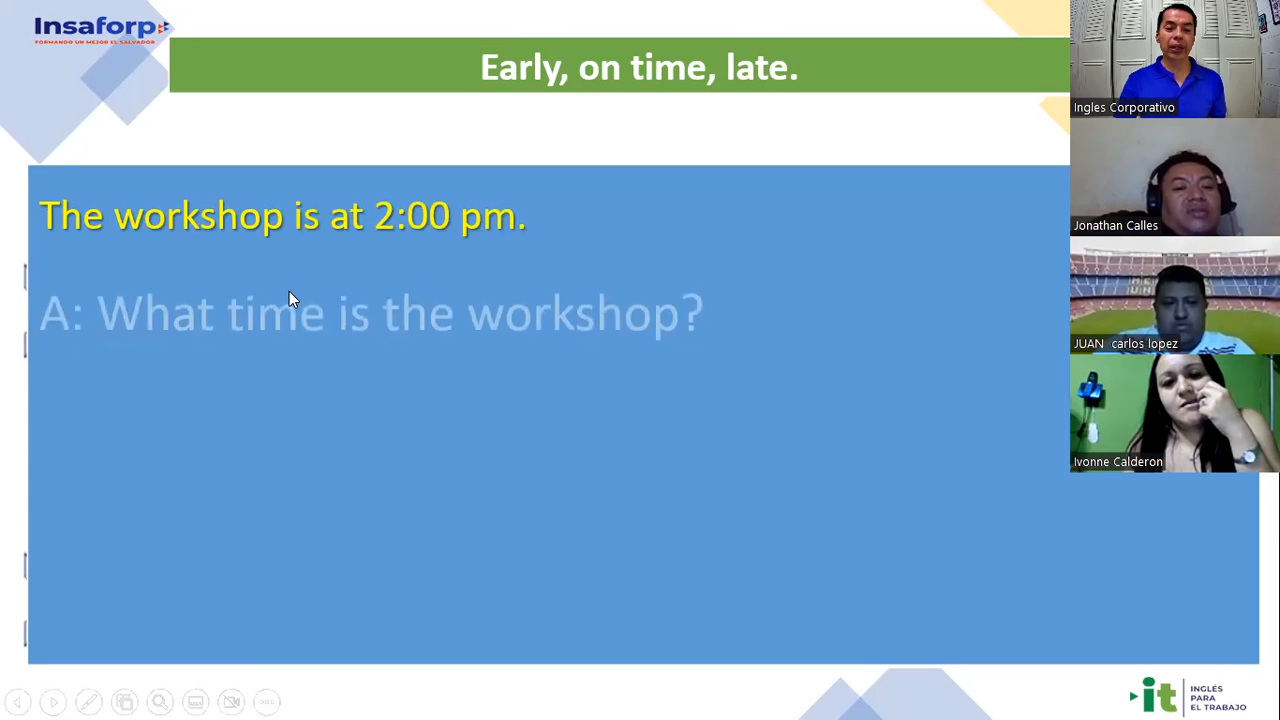 Insaforp
FORMANDO UN MEJOR EL SALVADOR
Early, on time, late.
The workshop is at 2:00 pm.
A: What time is the workshop?
Ingles Corporativo
Jonathan Calles
JUAN carlos lopez
Ivonne Calderon
it
INGLÉS
PARA
EL TRABAJO